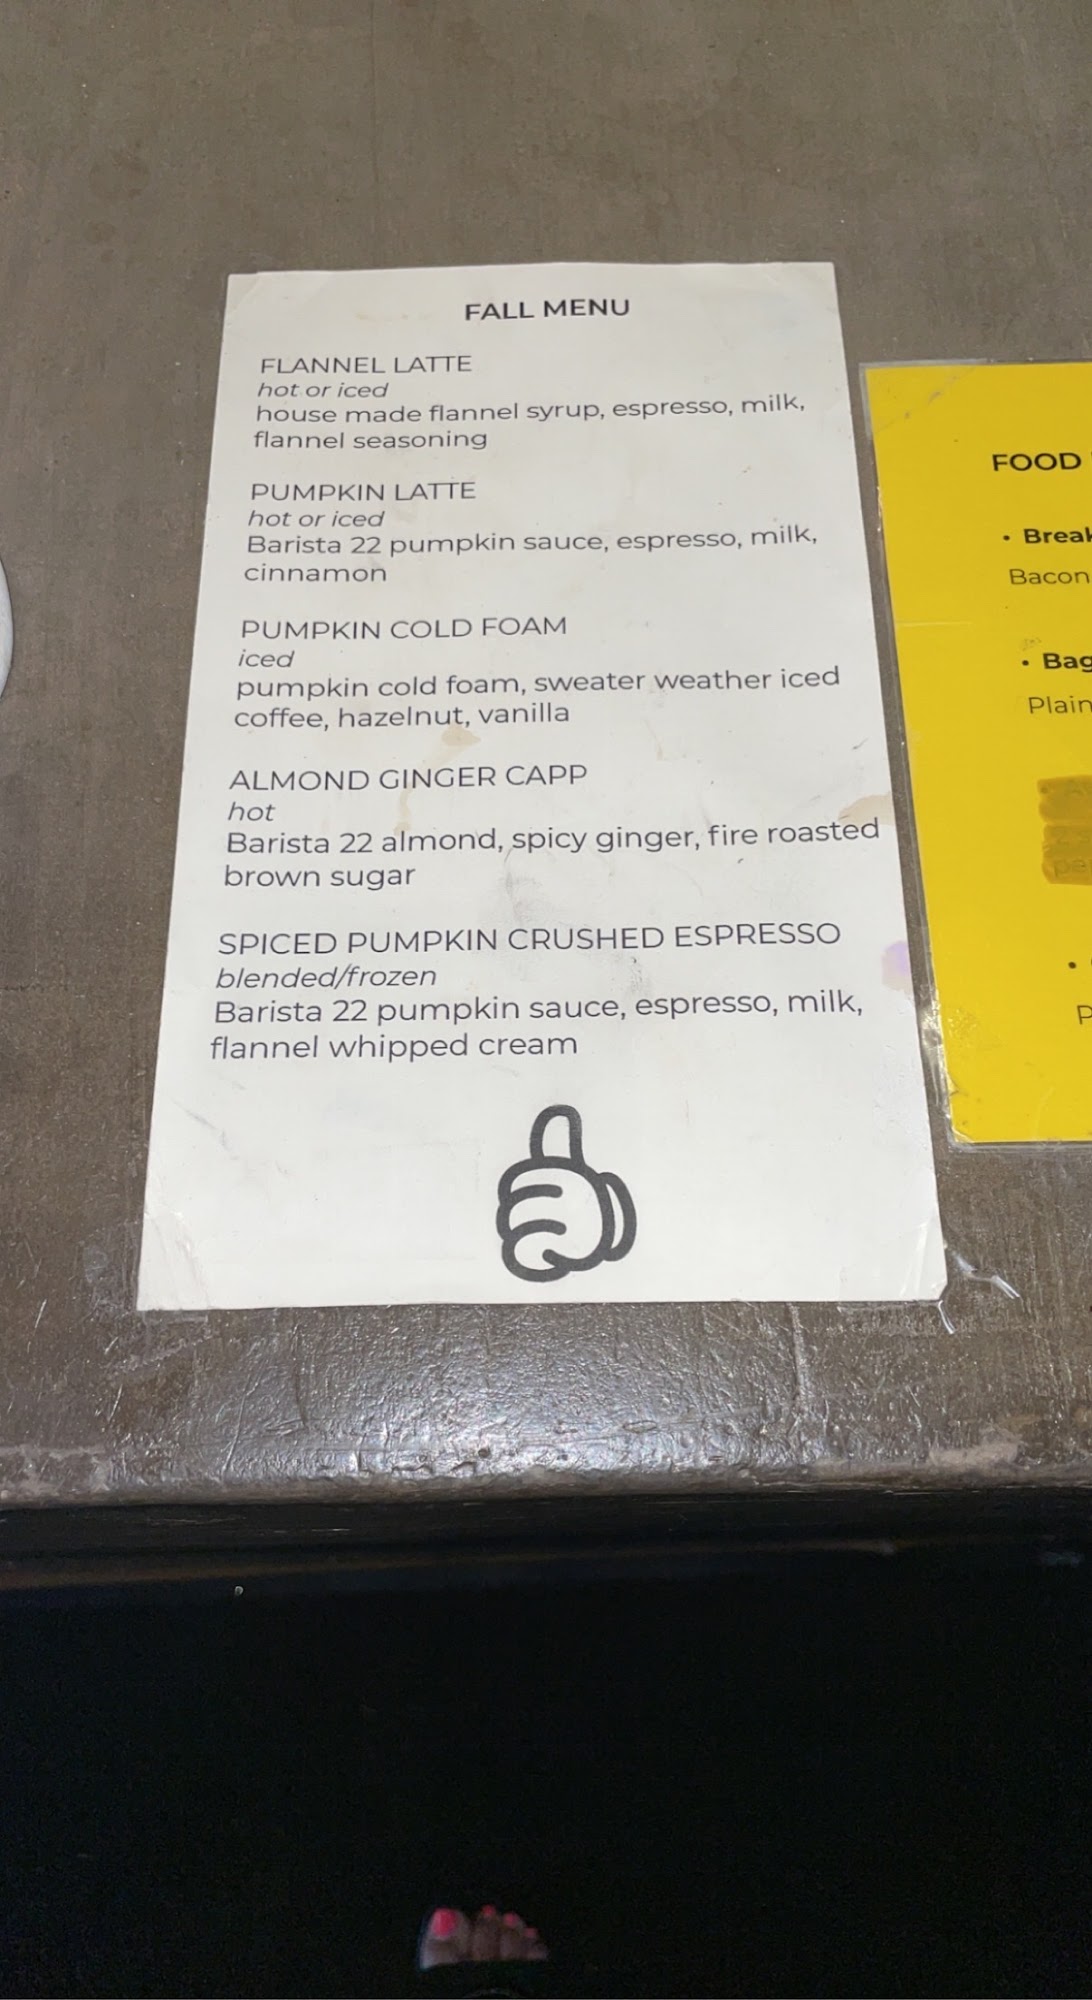 FALL MENU
FLANNEL LATTE
hot or iced
house made flannel syrup, espresso, milk,
flannel seasoning
PUMPKIN LATTE
hot or iced
Barista 22 pumpkin sauce, espresso, milk,
cinnamon
PUMPKIN COLD FOAM
iced
pumpkin cold foam, sweater weather iced
coffee, hazelnut, vanilla
ALMOND GINGER CAPP
hot
Barista 22 almond, spicy ginger, fire roasted
brown sugar
SPICED PUMPKIN CRUSHED ESPRESSO
blended/frozen
Barista 22 pumpkin sauce, espresso, milk,
flannel whipped cream
FOOD
• Break
Bacon
• Bag
Plain